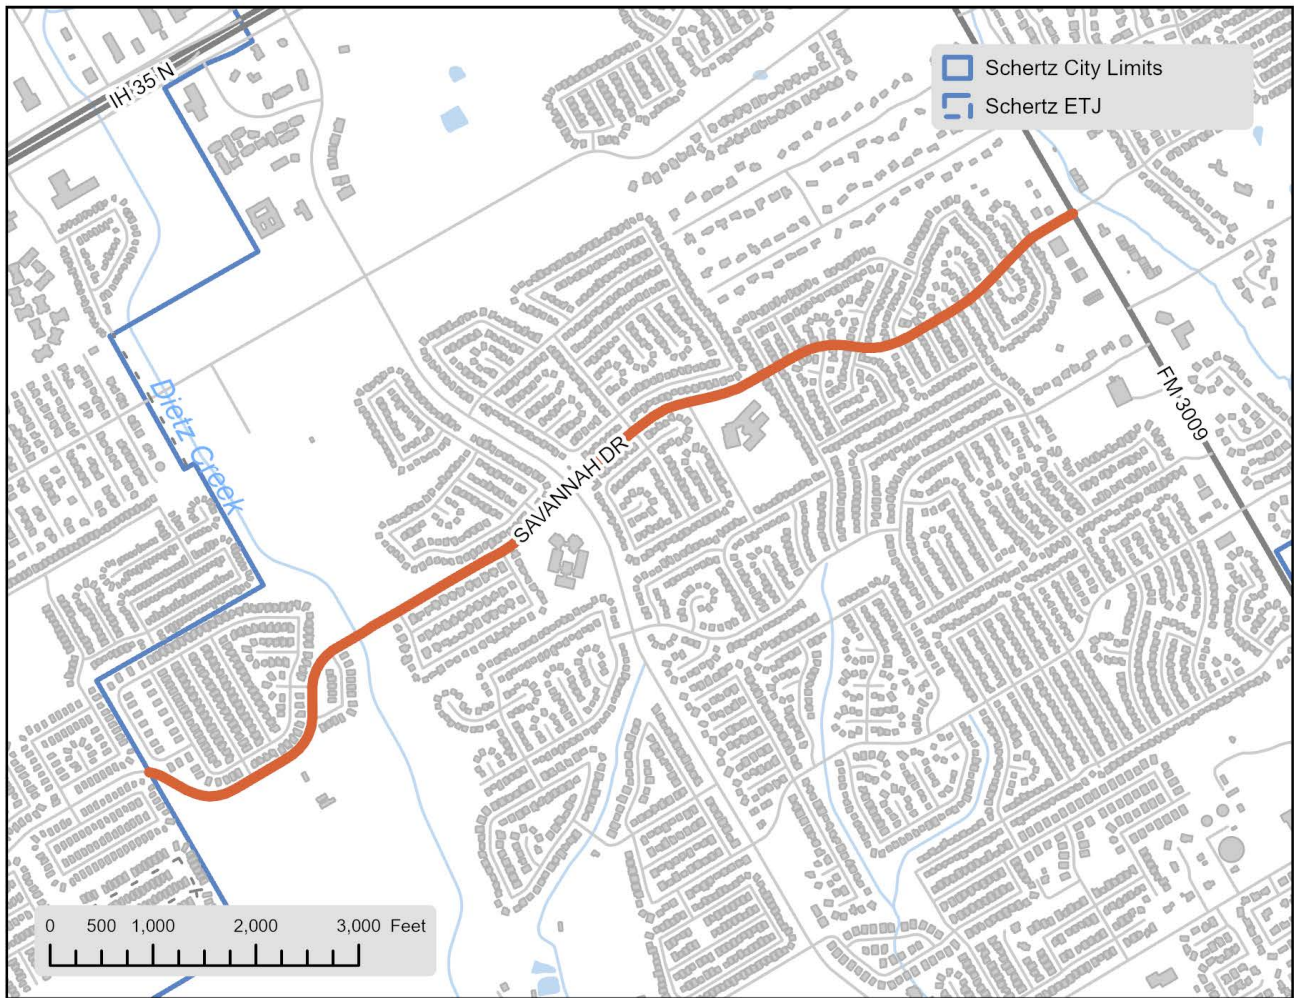 IH 35 N
Schertz City Limits
Schertz ETJ
Dietz Creek
FM 3009
SAVANNAH DR
0 500 1,000 2,000 3,000 Feet